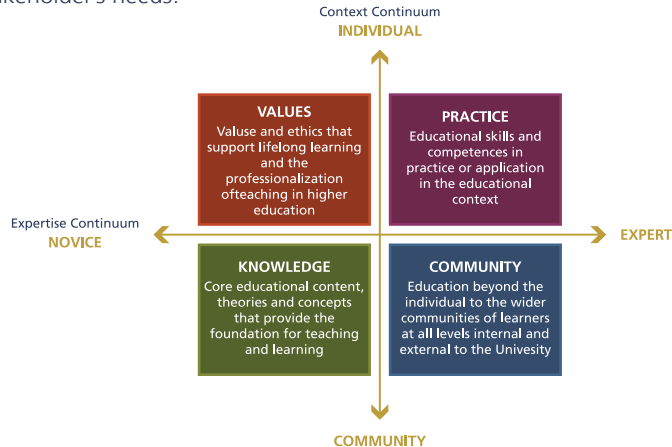 Context Continuum
INDIVIDUAL
VALUES
Valuse and ethics that
support lifelong learning
and the
professionalization
ofteaching in higher
education
PRACTICE
Educational skills and
competences in
practice or application
in the educational
context
Expertise Continuum
NOVICE
EXPERT
KNOWLEDGE
Core educational content,
theories and concepts
that provide the
foundation for teaching
and learning
COMMUNITY
Education beyond the
individual to the wider
communities of learners
at all levels internal and
external to the Univesity
COMMUNITY